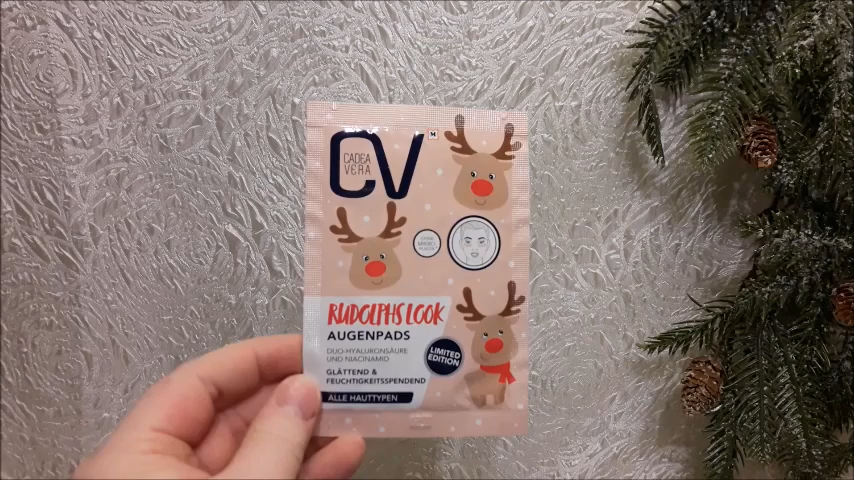 CV
CADEA
VERA
M
RUDOLPHS LOOK
AUGENPADS
DUO-HYALURONSÄURE
UND NIACINAMID
GLÄTTEND &
FEUCHTIGKEITSSPENDEND
LIMITED
EDITION
ALLE HAUTTYPEN